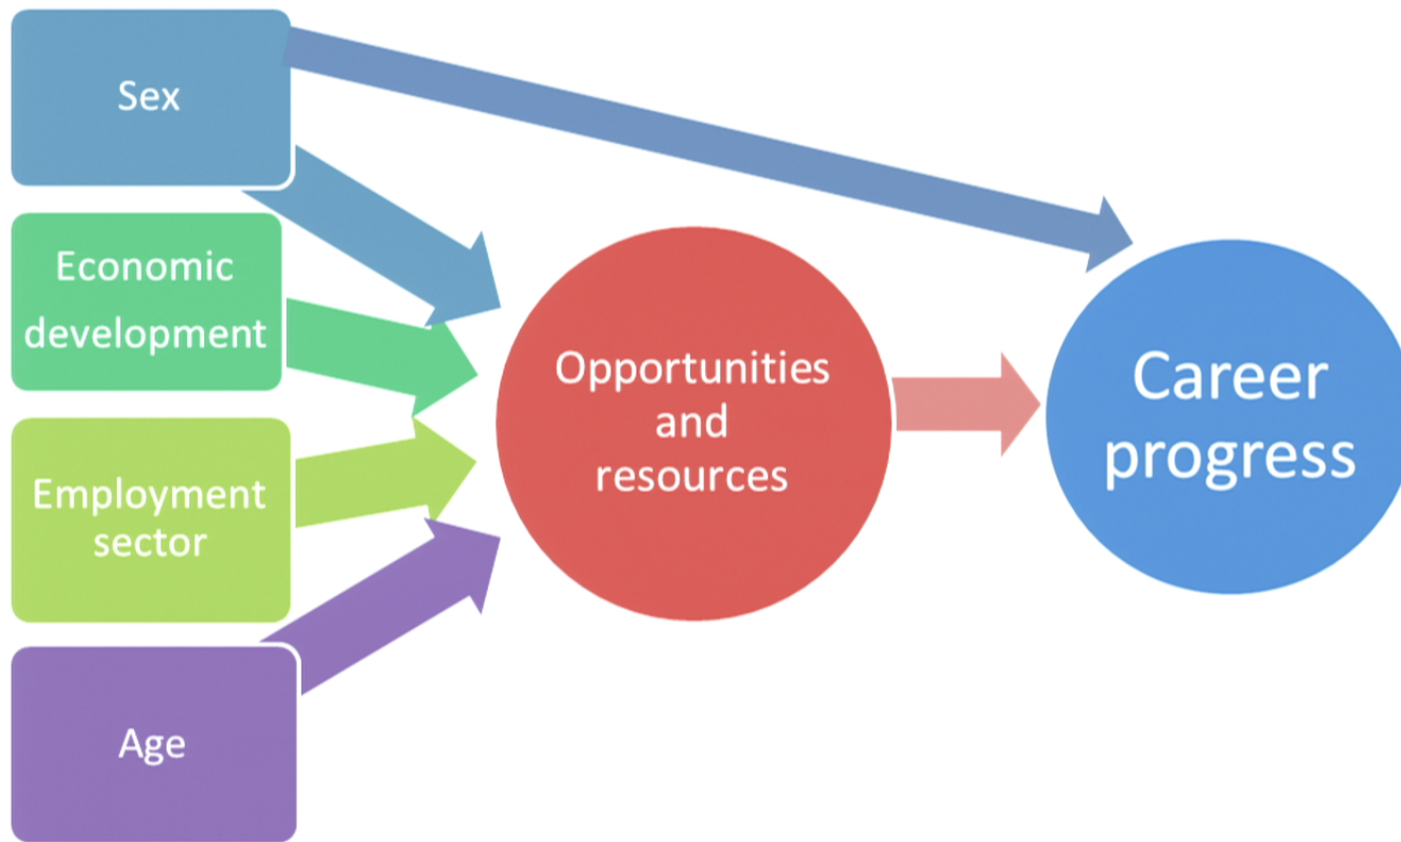 Sex
Economic
development
Employment
sector
Age
Opportunities
and
resources
Career
progress